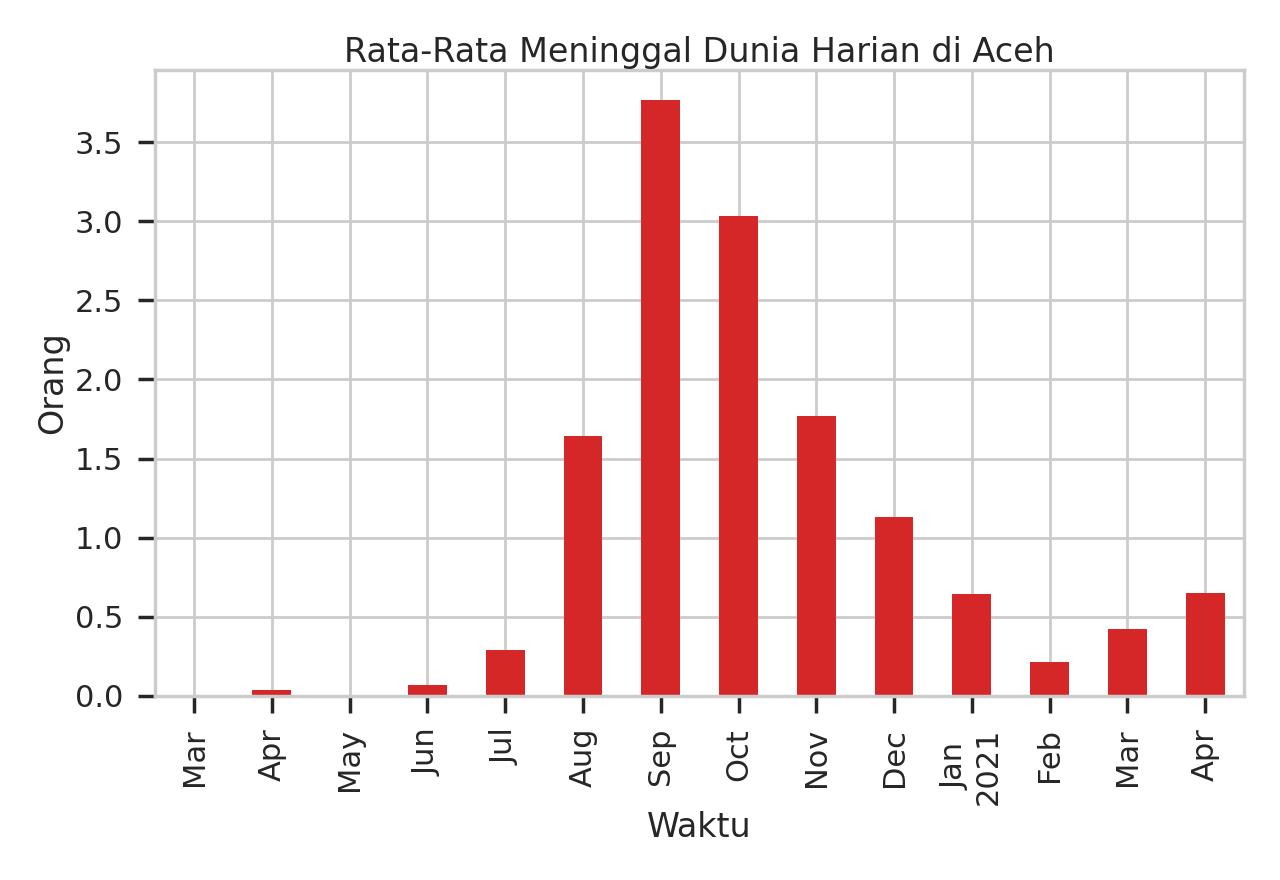 Rata-Rata Meninggal Dunia Harian di Aceh
3.5
3.0
2.5
2.0
1.5
1.0
0.5
0.0
Orang
Mar
Apr
May
Jun
Jul
Aug
Sep
Oct
Nov
Dec
Jan
2021
Feb
Mar
Apr
Waktu